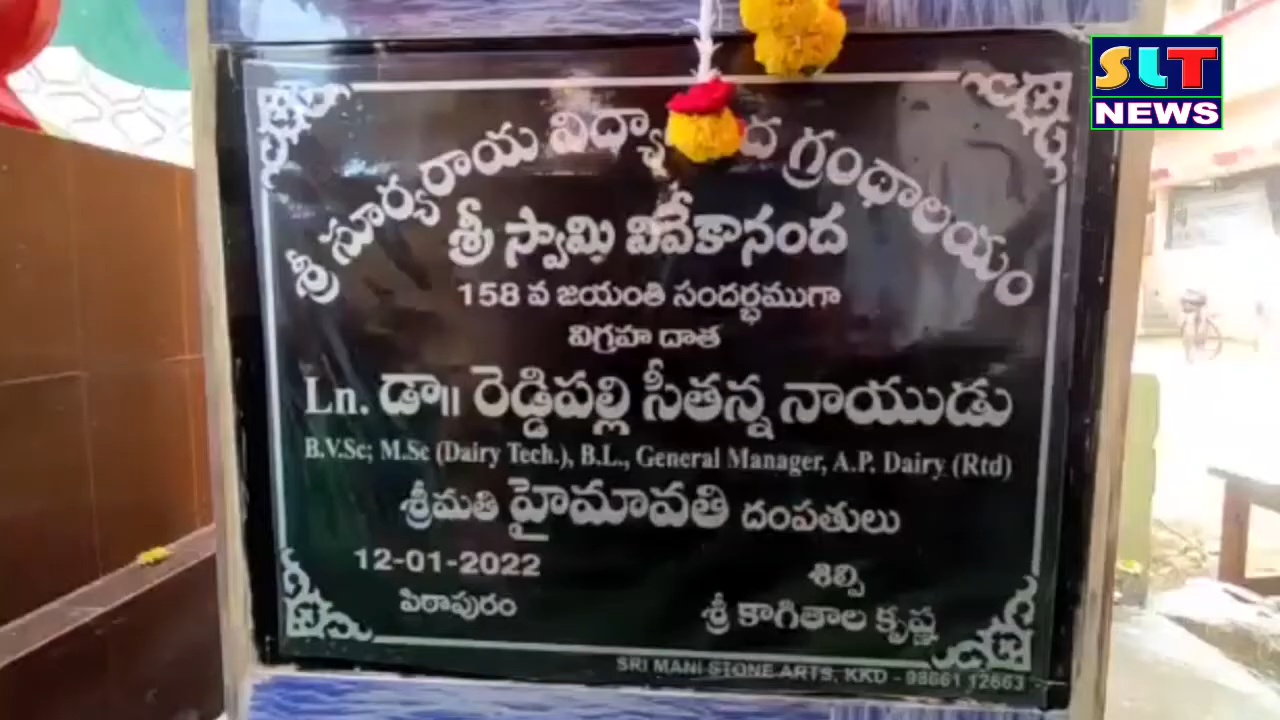 SLT
NEWS
శ్రీ సూర్యరాయ గ్రంథాలయం
శ్రీ స్వామి వివేకానంద
158 వ జయంతి సందర్భముగా
విగ్రహ దాత
Ln. డా॥ రెడ్డిపల్లి సీతన్న నాయుడు
B.V.Sc; M.Sc (Dairy Tech.), B.L., General Manager, A.P. Dairy (Rtd)
శ్రీమతి హైమావతి దంపతులు
12-01-2022
పిఠాపురం
శిల్పి
శ్రీ కాగితాల కృష్ణ
SRI MANI STONE ARTS, KKD - 98661 12663